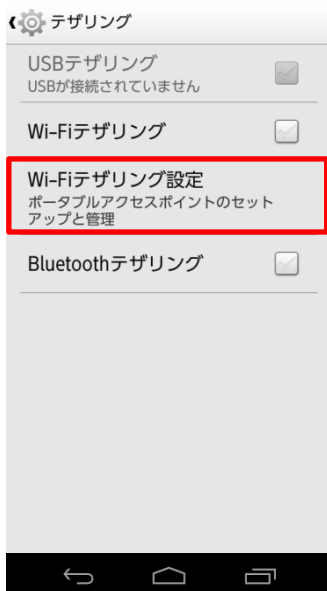 テザリング
USBテザリング
USBが接続されていません
Wi-Fiテザリング
Wi-Fiテザリング設定
ポータブルアクセスポイントのセット
アップと管理
Bluetoothテザリング